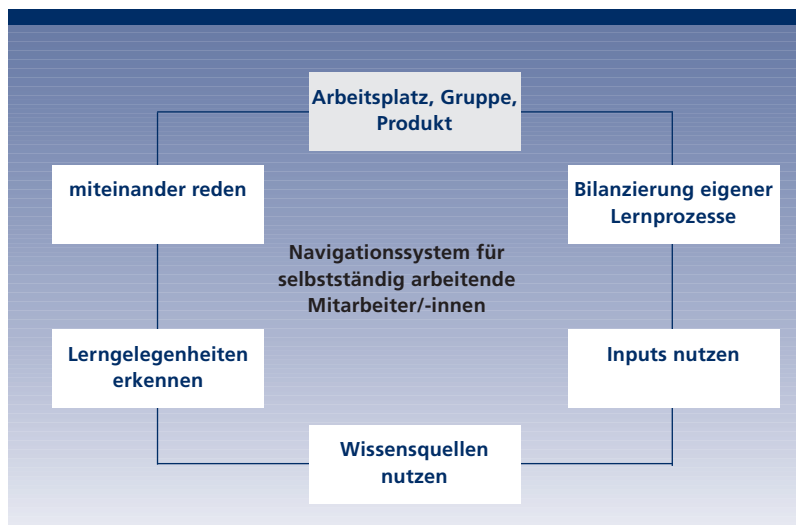 Arbeitsplatz, Gruppe,
Produkt
miteinander reden
Bilanzierung eigener
Lernprozesse
Navigationssystem für
selbstständig arbeitende
Mitarbeiter/-innen
Lerngelegenheiten
erkennen
Inputs nutzen
Wissensquellen
nutzen